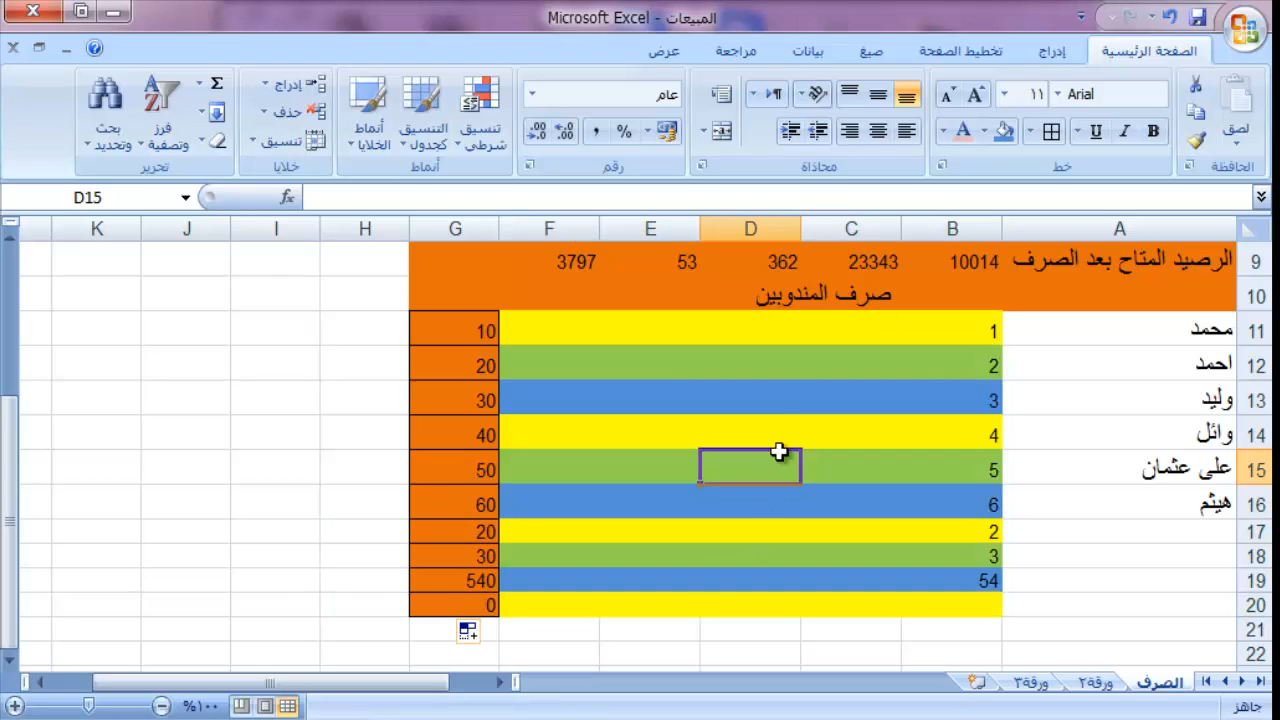 المبيعات - Microsoft Excel
الصفحة الرئيسية إدراج تخطيط الصفحة صيغ بيانات مراجعة عرض
لصق Arial ١١ عام تنسيق شرطي التنسيق كجدول أنماط الخلايا إدراج حذف تنسيق فرز وتصفية بحث وتحديد
الحافظة خط محاذاة رقم أنماط خلايا تحرير
D15 fx
A B C D E F G H I J K
9 الرصيد المتاح بعد الصرف 10014 23343 362 53 3797
10 صرف المندوبين
11 محمد 1 10
12 احمد 2 20
13 وليد 3 30
14 وائل 4 40
15 على عثمان 5 50
16 هيثم 6 60
17 2 20
18 3 30
19 54 540
20 0
21
22
الصرف ورقة٢ ورقة٣
جاهز ١٠٠%